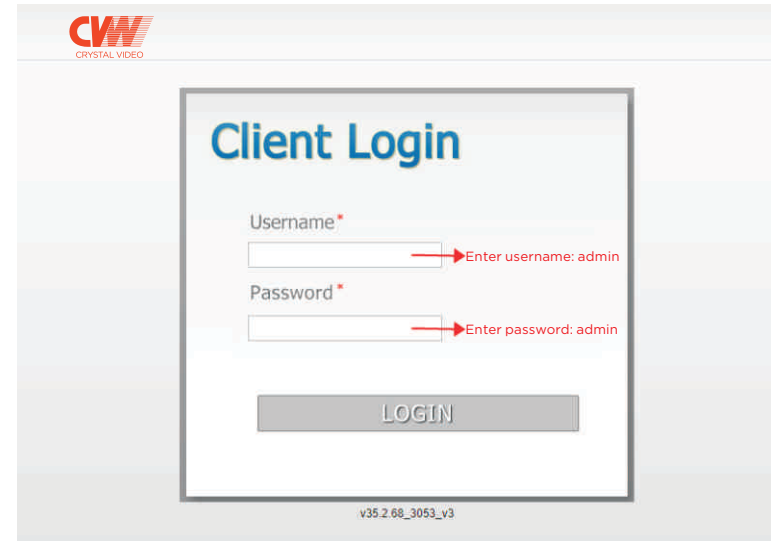 CVW
CRYSTAL VIDEO
Client Login
Username*
Enter username: admin
Password*
Enter password: admin
LOGIN
v35.2.68_3053_v3